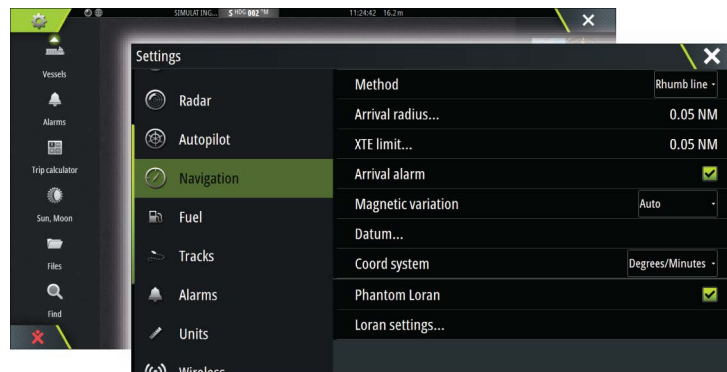 SIMULATING... S HDG 002 °M 11:24:42 16.2 m
Vessels
Alarms
Trip calculator
Sun, Moon
Files
Find
Settings
Radar
Autopilot
Navigation
Fuel
Tracks
Alarms
Units
Wireless
Method Rhumb line
Arrival radius... 0.05 NM
XTE limit... 0.05 NM
Arrival alarm
Magnetic variation Auto
Datum...
Coord system Degrees/Minutes
Phantom Loran
Loran settings...